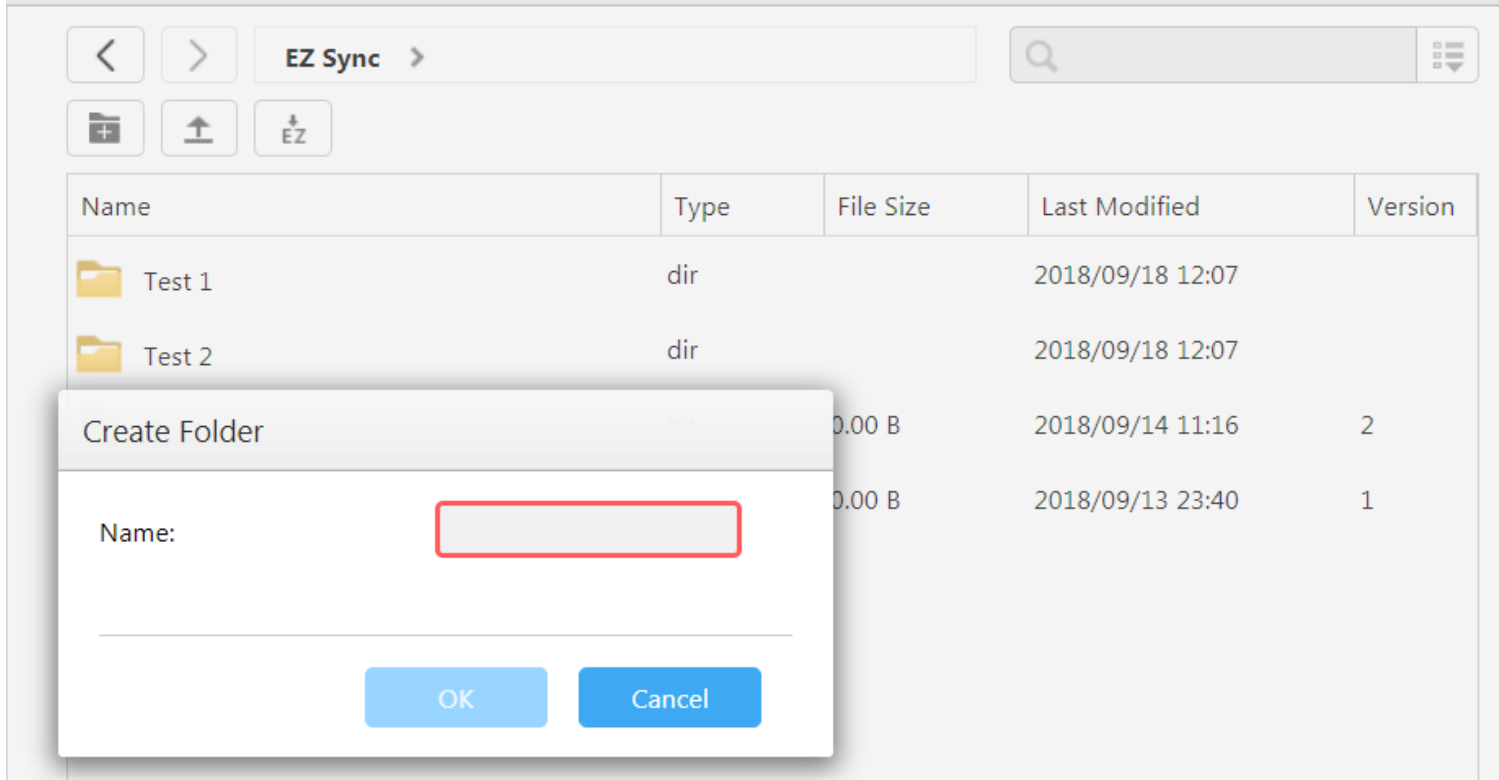 EZ Sync >
EZ
Name Type File Size Last Modified Version
Test 1 dir 2018/09/18 12:07
Test 2 dir 2018/09/18 12:07
0.00 B 2018/09/14 11:16 2
0.00 B 2018/09/13 23:40 1
Create Folder
Name:
OK Cancel